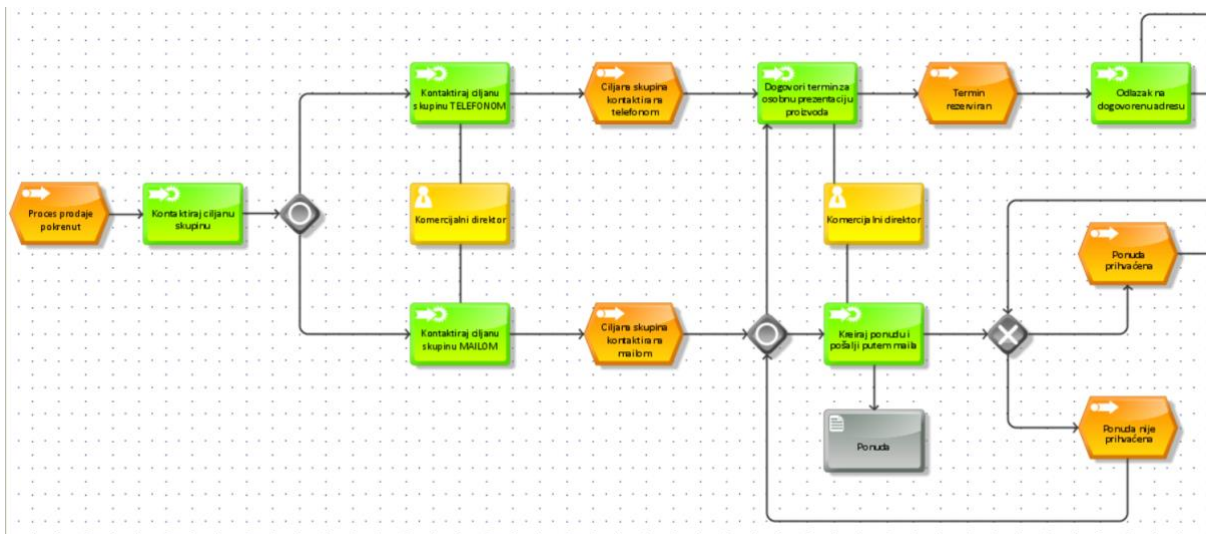 Kontaktiraj ciljanu
skupinu TELEFONOM
Ciljana skupina
kontaktirana
telefonom
Dogovori termin za
osobnu prezentaciju
proizvoda
Termin
rezerviran
Odlazak na
dogovorenu adresu
Proces prodaje
pokrenut
Kontaktiraj ciljanu
skupinu
Komercijalni direktor
Komercijalni direktor
Ponuda
prihvaćena
Kontaktiraj ciljanu
skupinu MAILOM
Ciljana skupina
kontaktirana
mailom
Kreiraj ponudu i
pošalji putem maila
Ponuda nije
prihvaćena
Ponuda